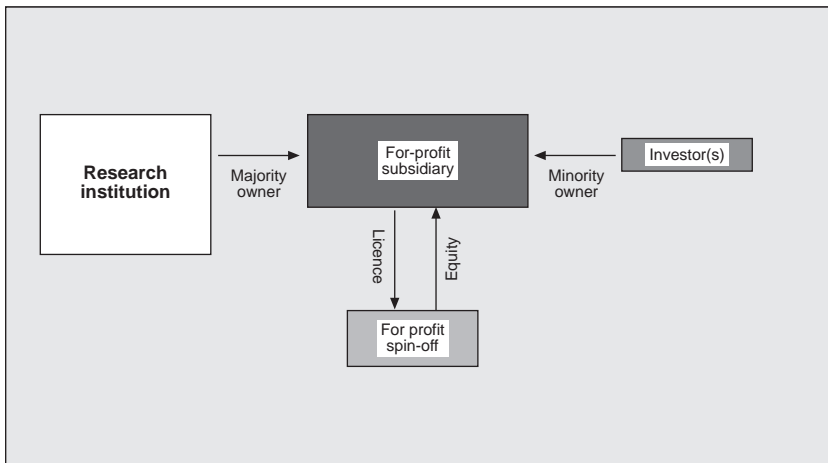 Research
institution
Majority
owner
For-profit
subsidiary
Minority
owner
Investor(s)
Licence
Equity
For profit
spin-off